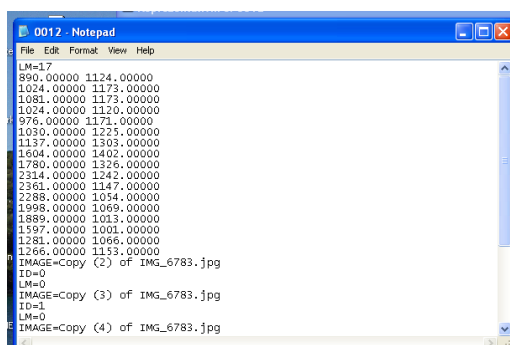 0012 - Notepad
File Edit Format View Help
LM=17
890.00000 1124.00000
1024.00000 1173.00000
1081.00000 1173.00000
1024.00000 1120.00000
976.00000 1171.00000
1030.00000 1225.00000
1137.00000 1303.00000
1604.00000 1402.00000
1780.00000 1326.00000
2314.00000 1242.00000
2361.00000 1147.00000
2288.00000 1054.00000
1998.00000 1069.00000
1889.00000 1013.00000
1597.00000 1001.00000
1281.00000 1066.00000
1266.00000 1153.00000
IMAGE=Copy (2) of IMG_6783.jpg
ID=0
LM=0
IMAGE=Copy (3) of IMG_6783.jpg
ID=1
LM=0
IMAGE=Copy (4) of IMG_6783.jpg